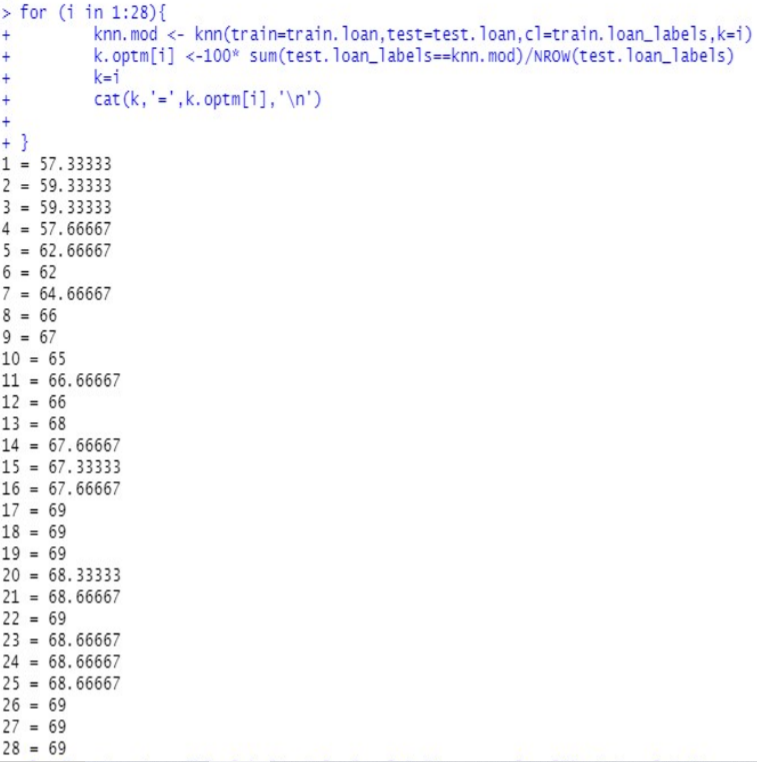 > for (i in 1:28){
+ knn.mod <- knn(train=train.loan,test=test.loan,cl=train.loan_labels,k=i)
+ k.optm[i] <-100* sum(test.loan_labels==knn.mod)/NROW(test.loan_labels)
+ k=i
+ cat(k,'=',k.optm[i],'\n')
+
+ }
1 = 57.33333
2 = 59.33333
3 = 59.33333
4 = 57.66667
5 = 62.66667
6 = 62
7 = 64.66667
8 = 66
9 = 67
10 = 65
11 = 66.66667
12 = 66
13 = 68
14 = 67.66667
15 = 67.33333
16 = 67.66667
17 = 69
18 = 69
19 = 69
20 = 68.33333
21 = 68.66667
22 = 69
23 = 68.66667
24 = 68.66667
25 = 68.66667
26 = 69
27 = 69
28 = 69